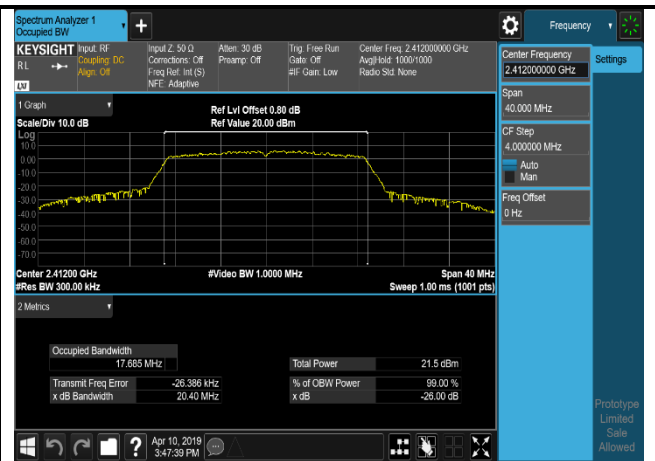 Spectrum Analyzer 1
Occupied BW
Frequency
KEYSIGHT
RL
LXI
Input: RF
Coupling: DC
Align: Off
Input Z: 50 Ω
Corrections: Off
Freq Ref: Int (S)
NFE: Adaptive
Atten: 30 dB
Preamp: Off
Trig: Free Run
Gate: Off
#IF Gain: Low
Center Freq: 2.412000000 GHz
Avg|Hold: 1000/1000
Radio Std: None
Center Frequency
2.412000000 GHz
Settings
Span
40.000 MHz
CF Step
4.000000 MHz
Auto
Man
Freq Offset
0 Hz
1 Graph
Scale/Div 10.0 dB
Ref Lvl Offset 0.80 dB
Ref Value 20.00 dBm
Log
10.0
0.00
-10.0
-20.0
-30.0
-40.0
-50.0
-60.0
-70.0
Center 2.41200 GHz
#Res BW 300.00 kHz
#Video BW 1.0000 MHz
Span 40 MHz
Sweep 1.00 ms (1001 pts)
2 Metrics
Occupied Bandwidth
17.685 MHz
Total Power 21.5 dBm
Transmit Freq Error -26.386 kHz
% of OBW Power 99.00 %
x dB Bandwidth 20.40 MHz
x dB -26.00 dB
Prototype
Limited
Sale
Allowed
?
Apr 10, 2019
3:47:39 PM